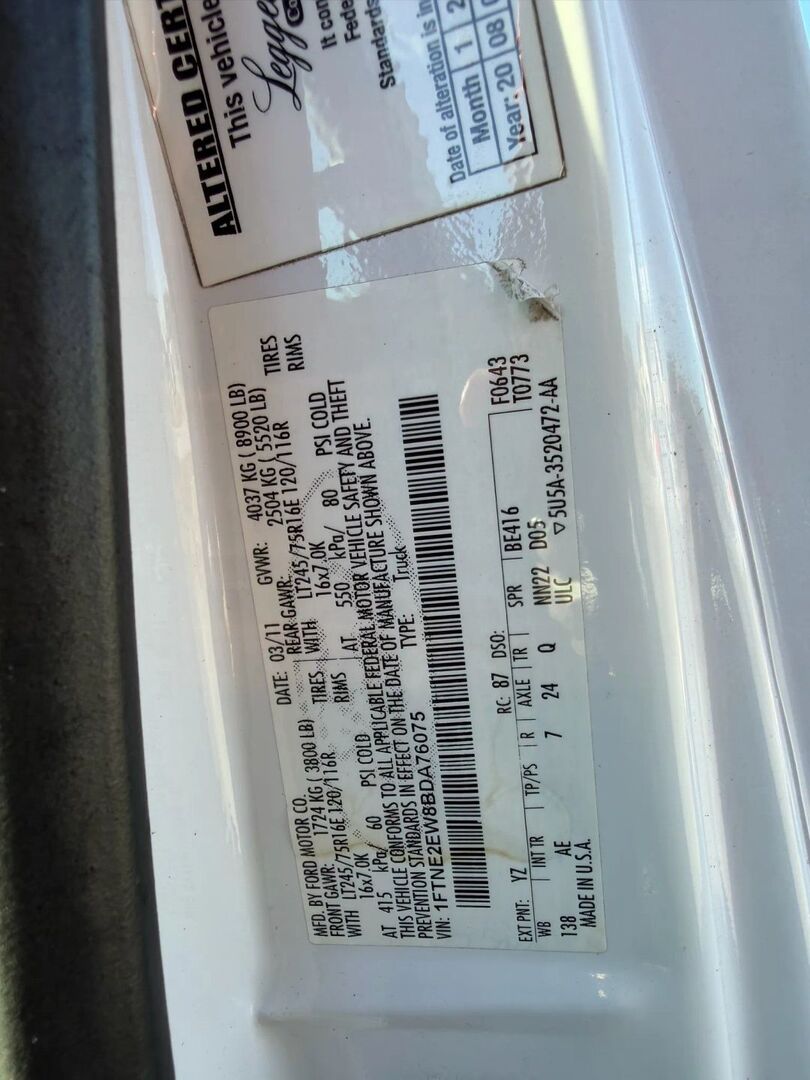 ALTERED CERT
This vehicle
Legge
It con
Fede
Standards
Date of alteration is in
Month 1 2
Year: 20 08
MFD. BY FORD MOTOR CO.
DATE: 03/11 GVWR: 4037 KG ( 8900 LB)
FRONT GAWR: 1724 KG ( 3800 LB) REAR GAWR: 2504 KG ( 5520 LB)
WITH LT245/75R16E 120/116R TIRES WITH LT245/75R16E 120/116R TIRES
16x7.0K RIMS 16x7.0K RIMS
AT 415 kPa/ 60 PSI COLD AT 550 kPa/ 80 PSI COLD
THIS VEHICLE CONFORMS TO ALL APPLICABLE FEDERAL MOTOR VEHICLE SAFETY AND THEFT
PREVENTION STANDARDS IN EFFECT ON THE DATE OF MANUFACTURE SHOWN ABOVE.
VIN: 1FTNE2EW8BDA76075 TYPE: Truck
EXT PNT: YZ RC: 87 DSO: F0643
WB INT TR TP/PS R AXLE TR SPR BE416 T0773
138 AE 7 24 Q NN22 D05
MADE IN U.S.A. ULC ▽5U5A-3520472-AA